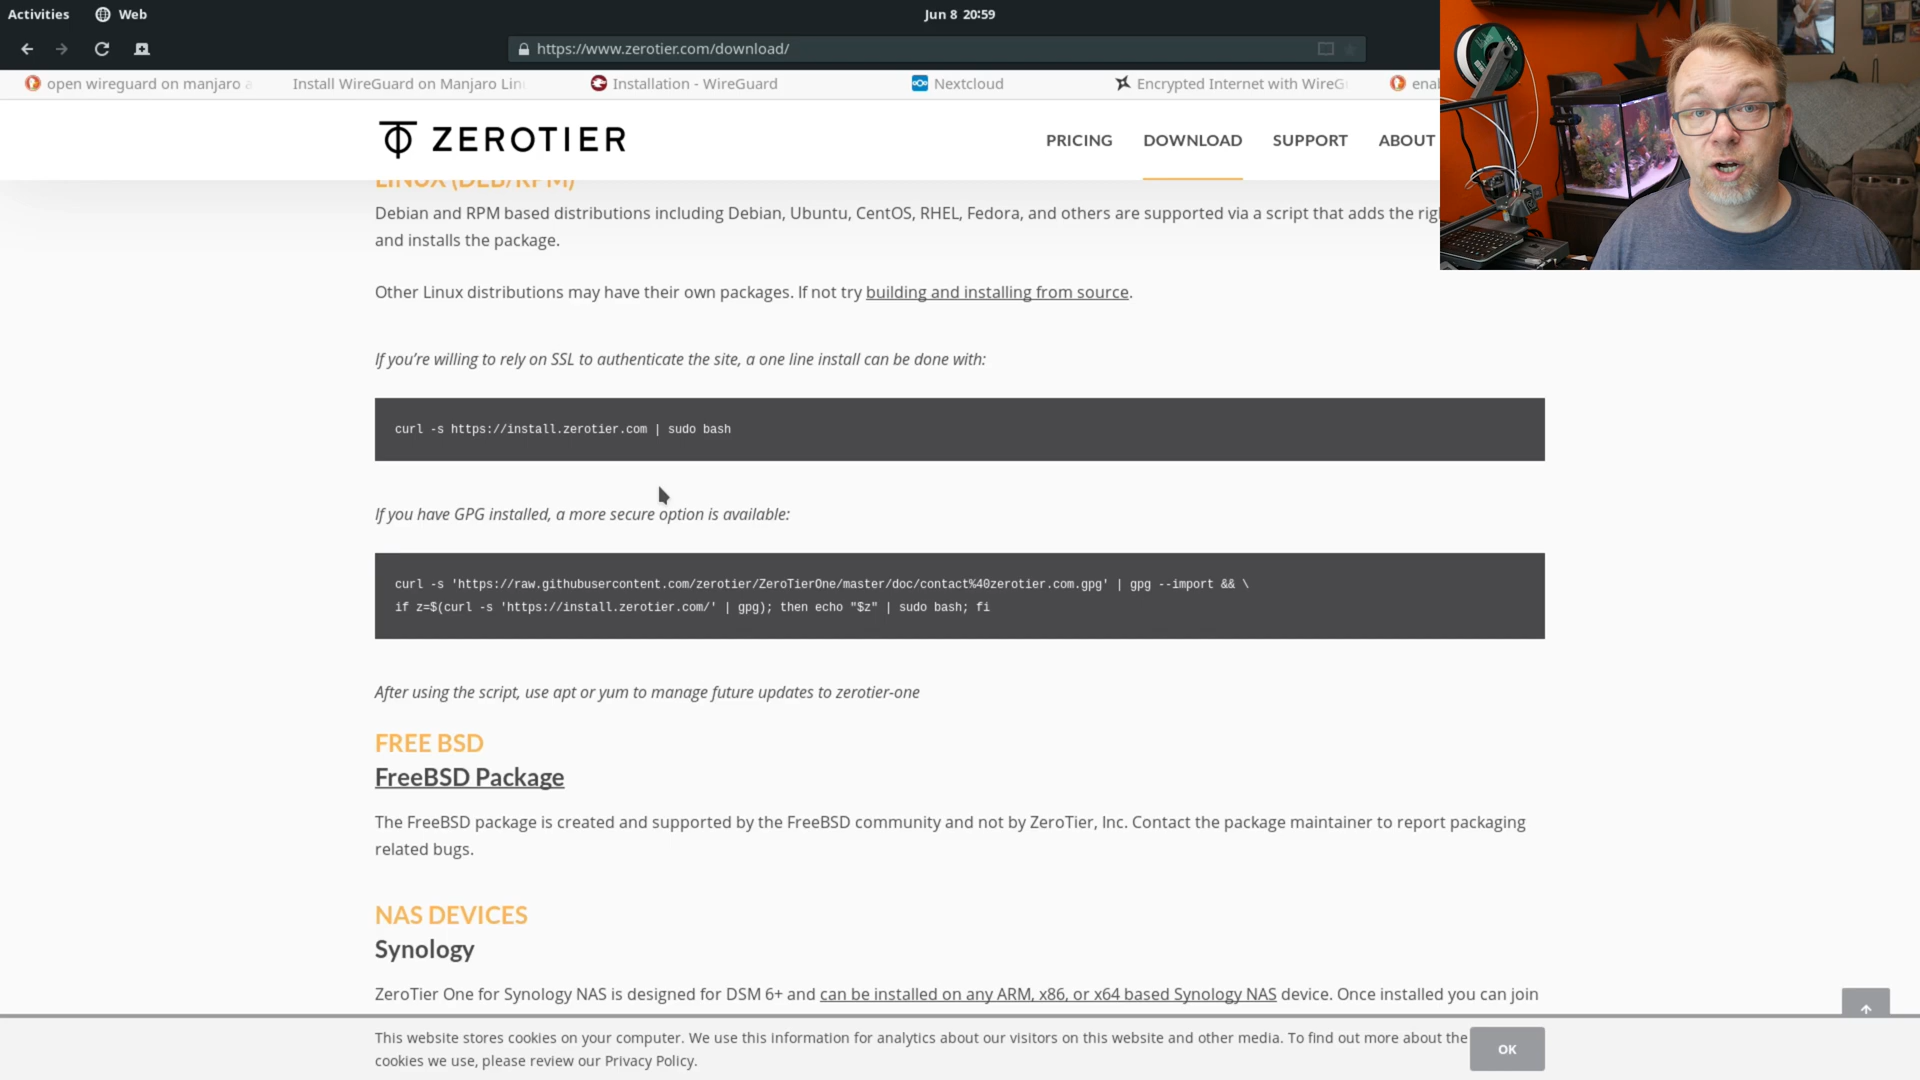 Activities Web Jun 8 20:59
https://www.zerotier.com/download/
open wireguard on manjaro Install WireGuard on Manjaro Lin Installation - WireGuard Nextcloud Encrypted Internet with WireG enal
ZEROTIER PRICING DOWNLOAD SUPPORT ABOUT
LINUX (DEB/RPM)
Debian and RPM based distributions including Debian, Ubuntu, CentOS, RHEL, Fedora, and others are supported via a script that adds the rig
and installs the package.
Other Linux distributions may have their own packages. If not try building and installing from source.
If you're willing to rely on SSL to authenticate the site, a one line install can be done with:
curl -s https://install.zerotier.com | sudo bash
If you have GPG installed, a more secure option is available:
curl -s 'https://raw.githubusercontent.com/zerotier/ZeroTierOne/master/doc/contact%40zerotier.com.gpg' | gpg --import && \
if z=$(curl -s 'https://install.zerotier.com/' | gpg); then echo "$z" | sudo bash; fi
After using the script, use apt or yum to manage future updates to zerotier-one
FREE BSD
FreeBSD Package
The FreeBSD package is created and supported by the FreeBSD community and not by ZeroTier, Inc. Contact the package maintainer to report packaging
related bugs.
NAS DEVICES
Synology
ZeroTier One for Synology NAS is designed for DSM 6+ and can be installed on any ARM, x86, or x64 based Synology NAS device. Once installed you can join
This website stores cookies on your computer. We use this information for analytics about our visitors on this website and other media. To find out more about the
cookies we use, please review our Privacy Policy.
OK